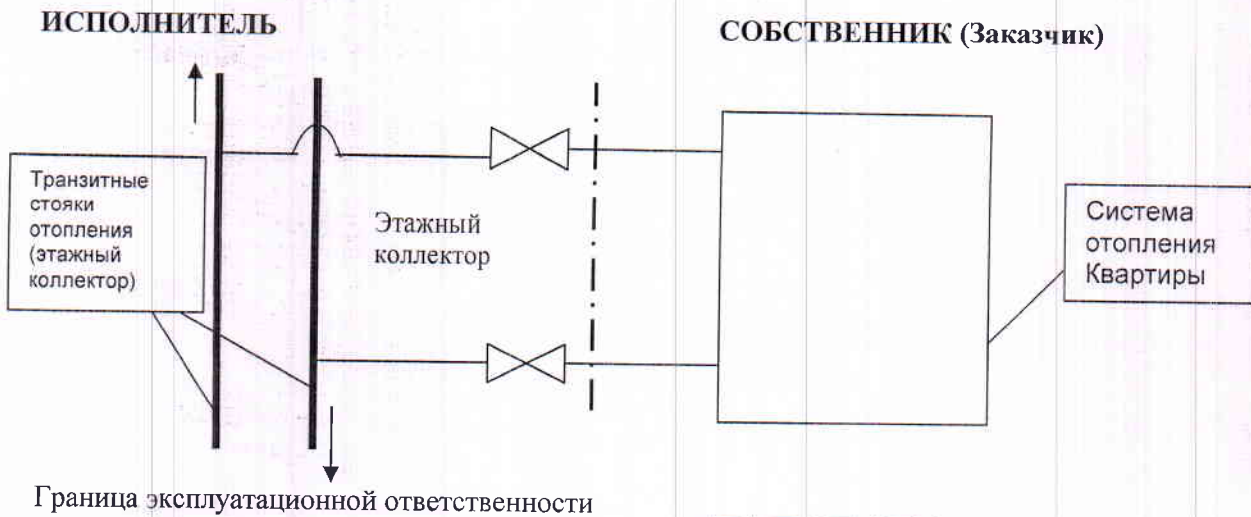 ИСПОЛНИТЕЛЬ
СОБСТВЕННИК (Заказчик)
Транзитные
стояки
отопления
(этажный
коллектор)
Этажный
коллектор
Система
отопления
Квартиры
Граница эксплуатационной ответственности